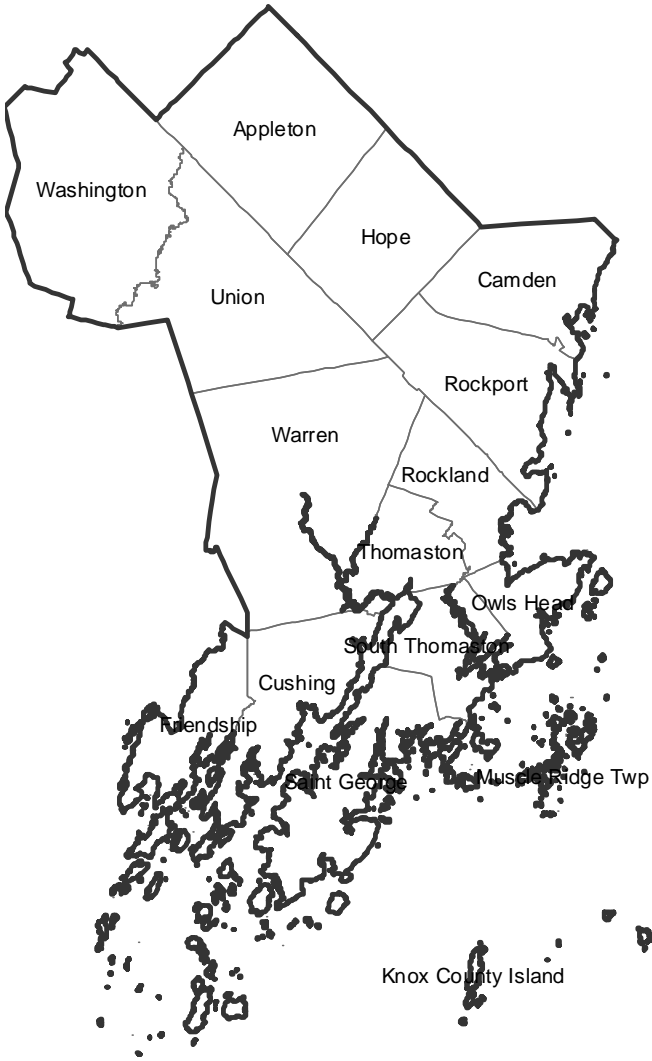 Appleton
Washington
Hope
Camden
Union
Rockport
Warren
Rockland
Thomaston
Owls Head
South Thomaston
Cushing
Friendship
Saint George
Muscle Ridge Twp
Knox County Island